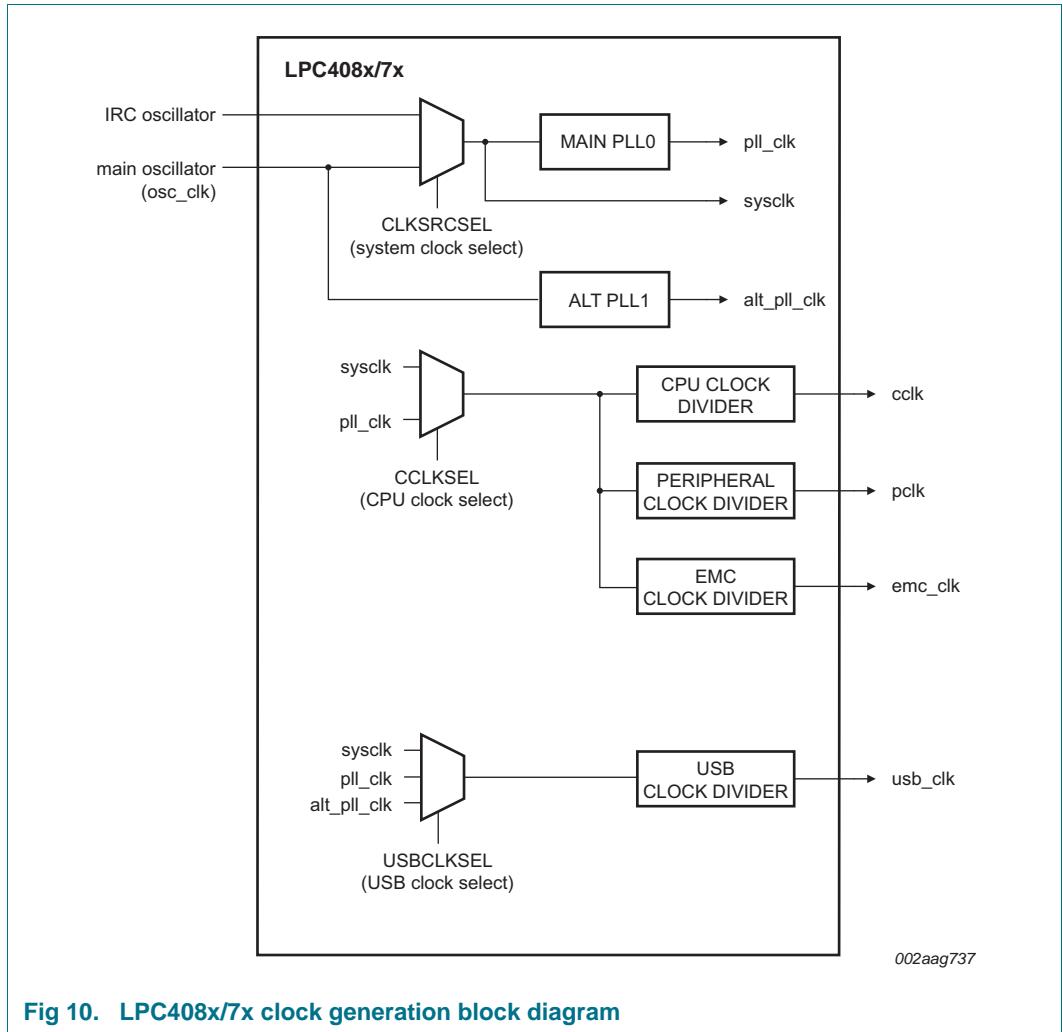 LPC408x/7x
IRC oscillator
main oscillator
(osc_clk)
MAIN PLL0
pll_clk
sysclk
CLKSRCSEL
(system clock select)
ALT PLL1
alt_pll_clk
sysclk
pll_clk
CCLKSEL
(CPU clock select)
CPU CLOCK
DIVIDER
cclk
PERIPHERAL
CLOCK DIVIDER
pclk
EMC
CLOCK DIVIDER
emc_clk
sysclk
pll_clk
alt_pll_clk
USBCLKSEL
(USB clock select)
USB
CLOCK DIVIDER
usb_clk
002aag737
Fig 10. LPC408x/7x clock generation block diagram